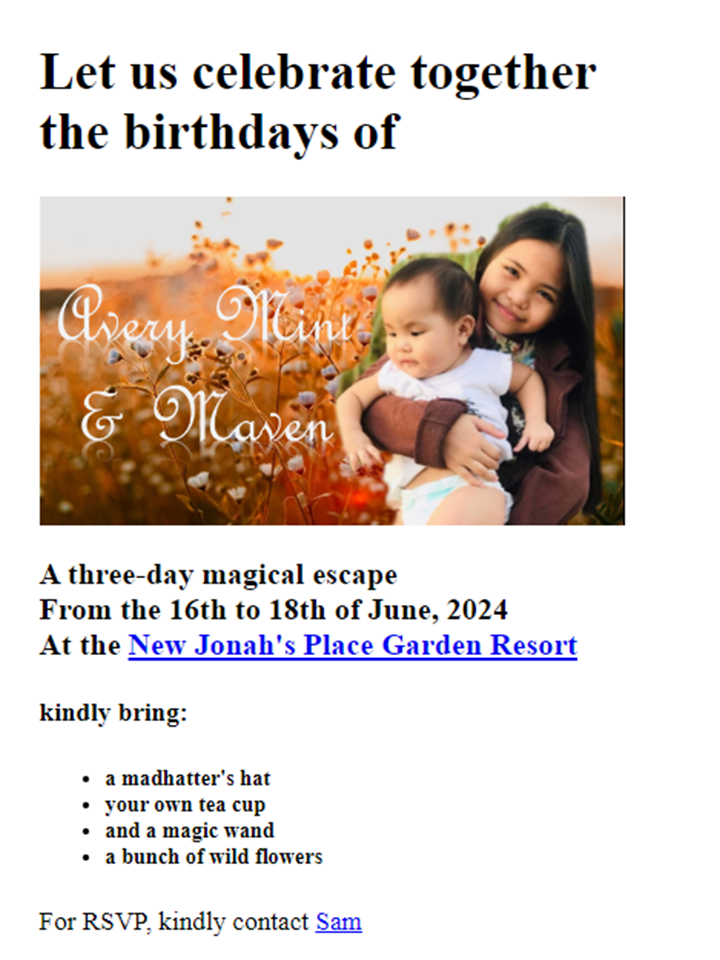 Let us celebrate together
the birthdays of
Avery Mint
& Maven
A three-day magical escape
From the 16th to 18th of June, 2024
At the New Jonah's Place Garden Resort
kindly bring:
• a madhatter's hat
• your own tea cup
• and a magic wand
• a bunch of wild flowers
For RSVP, kindly contact Sam